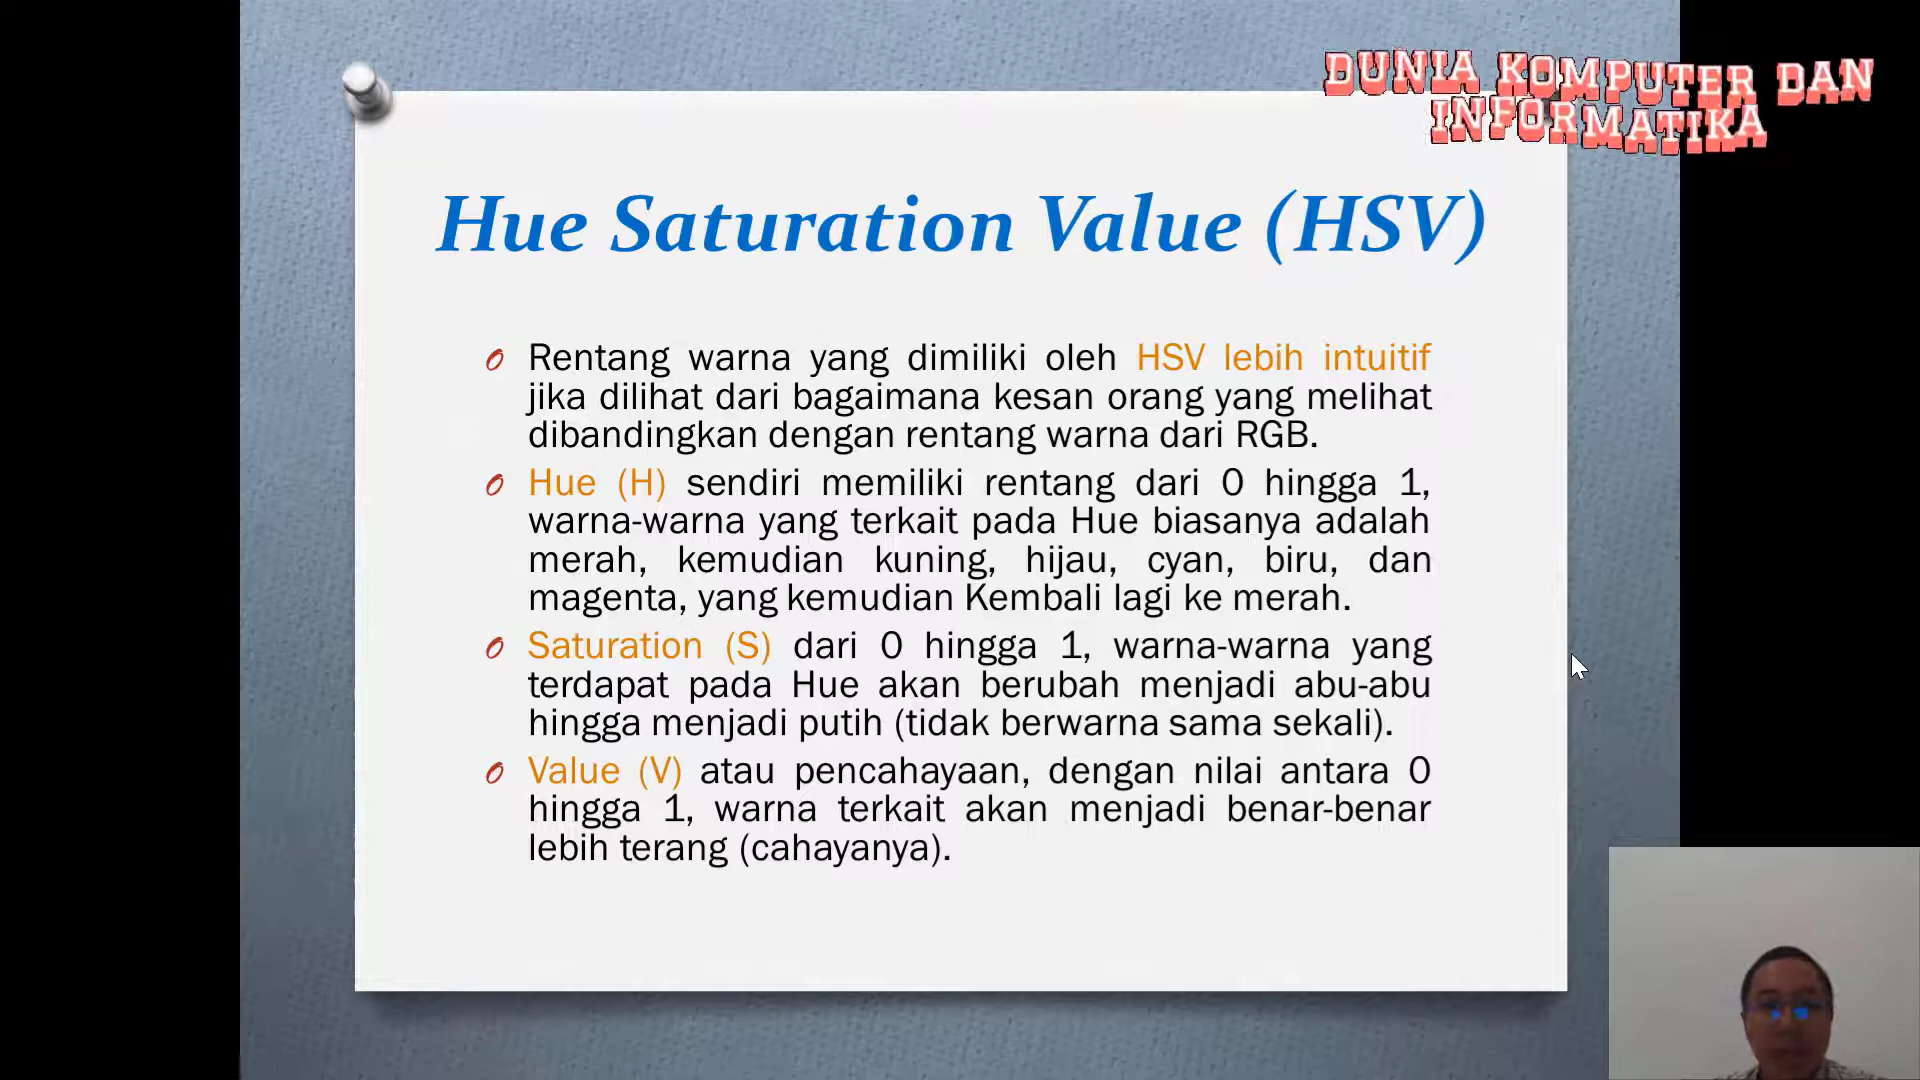 DUNIA KOMPUTER DAN
INFORMATIKA
Hue Saturation Value (HSV)
Rentang warna yang dimiliki oleh HSV lebih intuitif
jika dilihat dari bagaimana kesan orang yang melihat
dibandingkan dengan rentang warna dari RGB.
Hue (H) sendiri memiliki rentang dari 0 hingga 1,
warna-warna yang terkait pada Hue biasanya adalah
merah, kemudian kuning, hijau, cyan, biru, dan
magenta, yang kemudian Kembali lagi ke merah.
Saturation (S) dari 0 hingga 1, warna-warna yang
terdapat pada Hue akan berubah menjadi abu-abu
hingga menjadi putih (tidak berwarna sama sekali).
Value (V) atau pencahayaan, dengan nilai antara 0
hingga 1, warna terkait akan menjadi benar-benar
lebih terang (cahayanya).